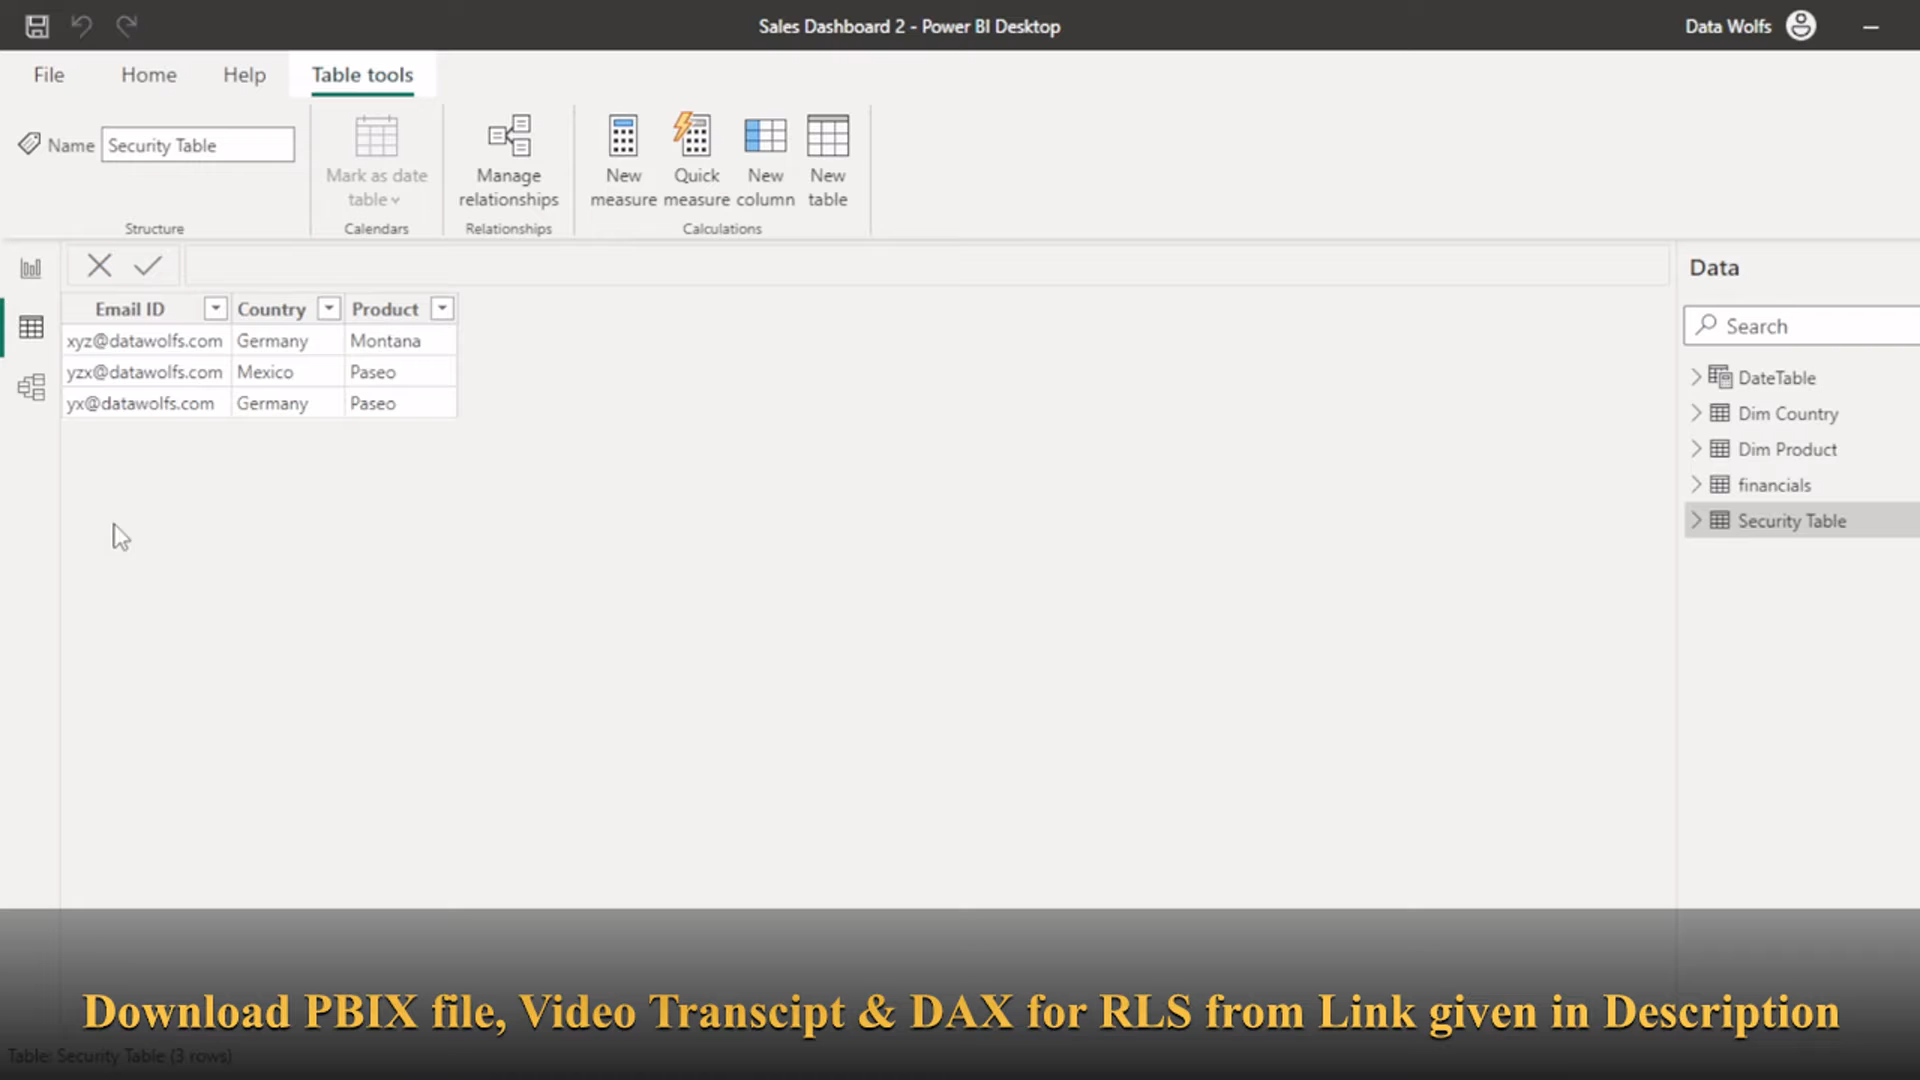 Sales Dashboard 2 - Power BI Desktop
Data Wolfs
File
Home
Help
Table tools
Name
Security Table
Mark as date
table
Manage
relationships
New
measure
Quick
measure
New
column
New
table
Structure
Calendars
Relationships
Calculations
Email ID Country Product
xyz@datawolfs.com Germany Montana
yzx@datawolfs.com Mexico Paseo
yx@datawolfs.com Germany Paseo
Data
Search
DateTable
Dim Country
Dim Product
financials
Security Table
Download PBIX file, Video Transcipt & DAX for RLS from Link given in Description
Table: Security Table (3 rows)